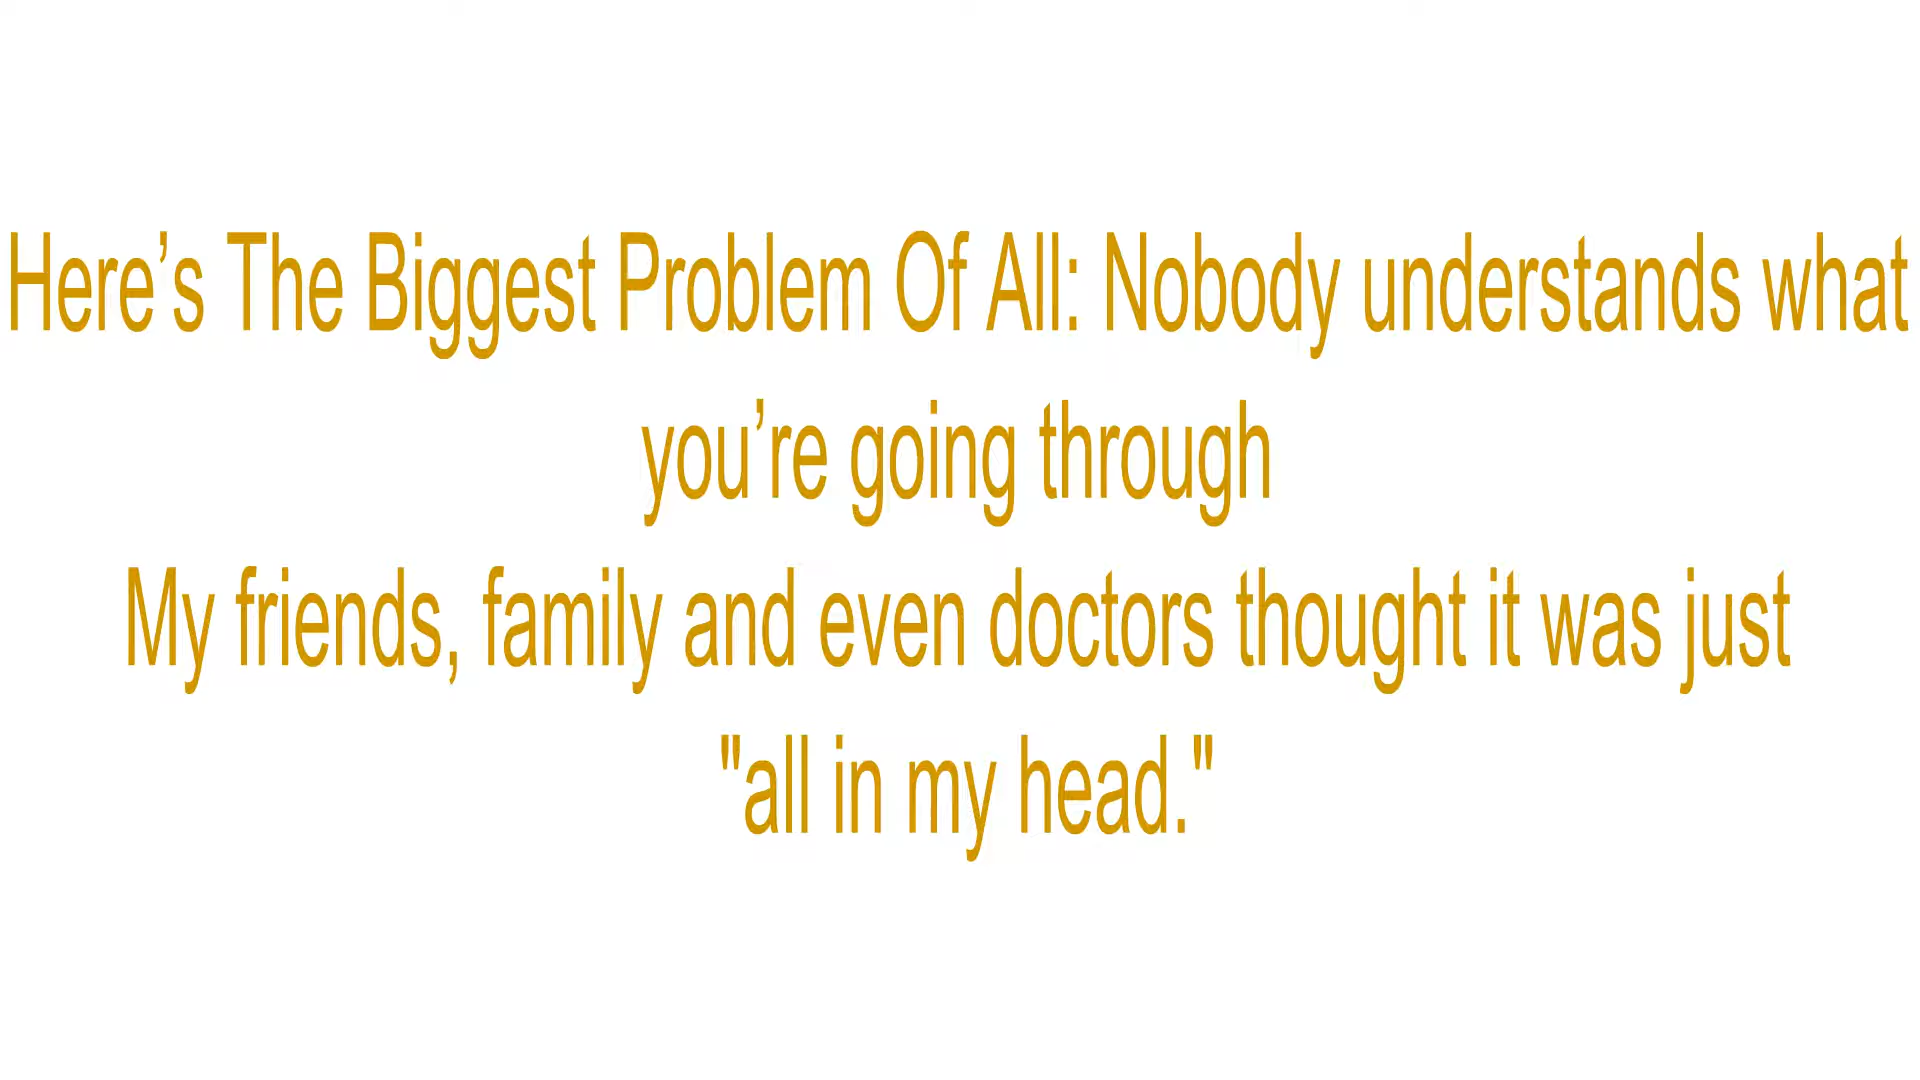 Here’s The Biggest Problem Of All: Nobody understands what
you’re going through
My friends, family and even doctors thought it was just
"all in my head."